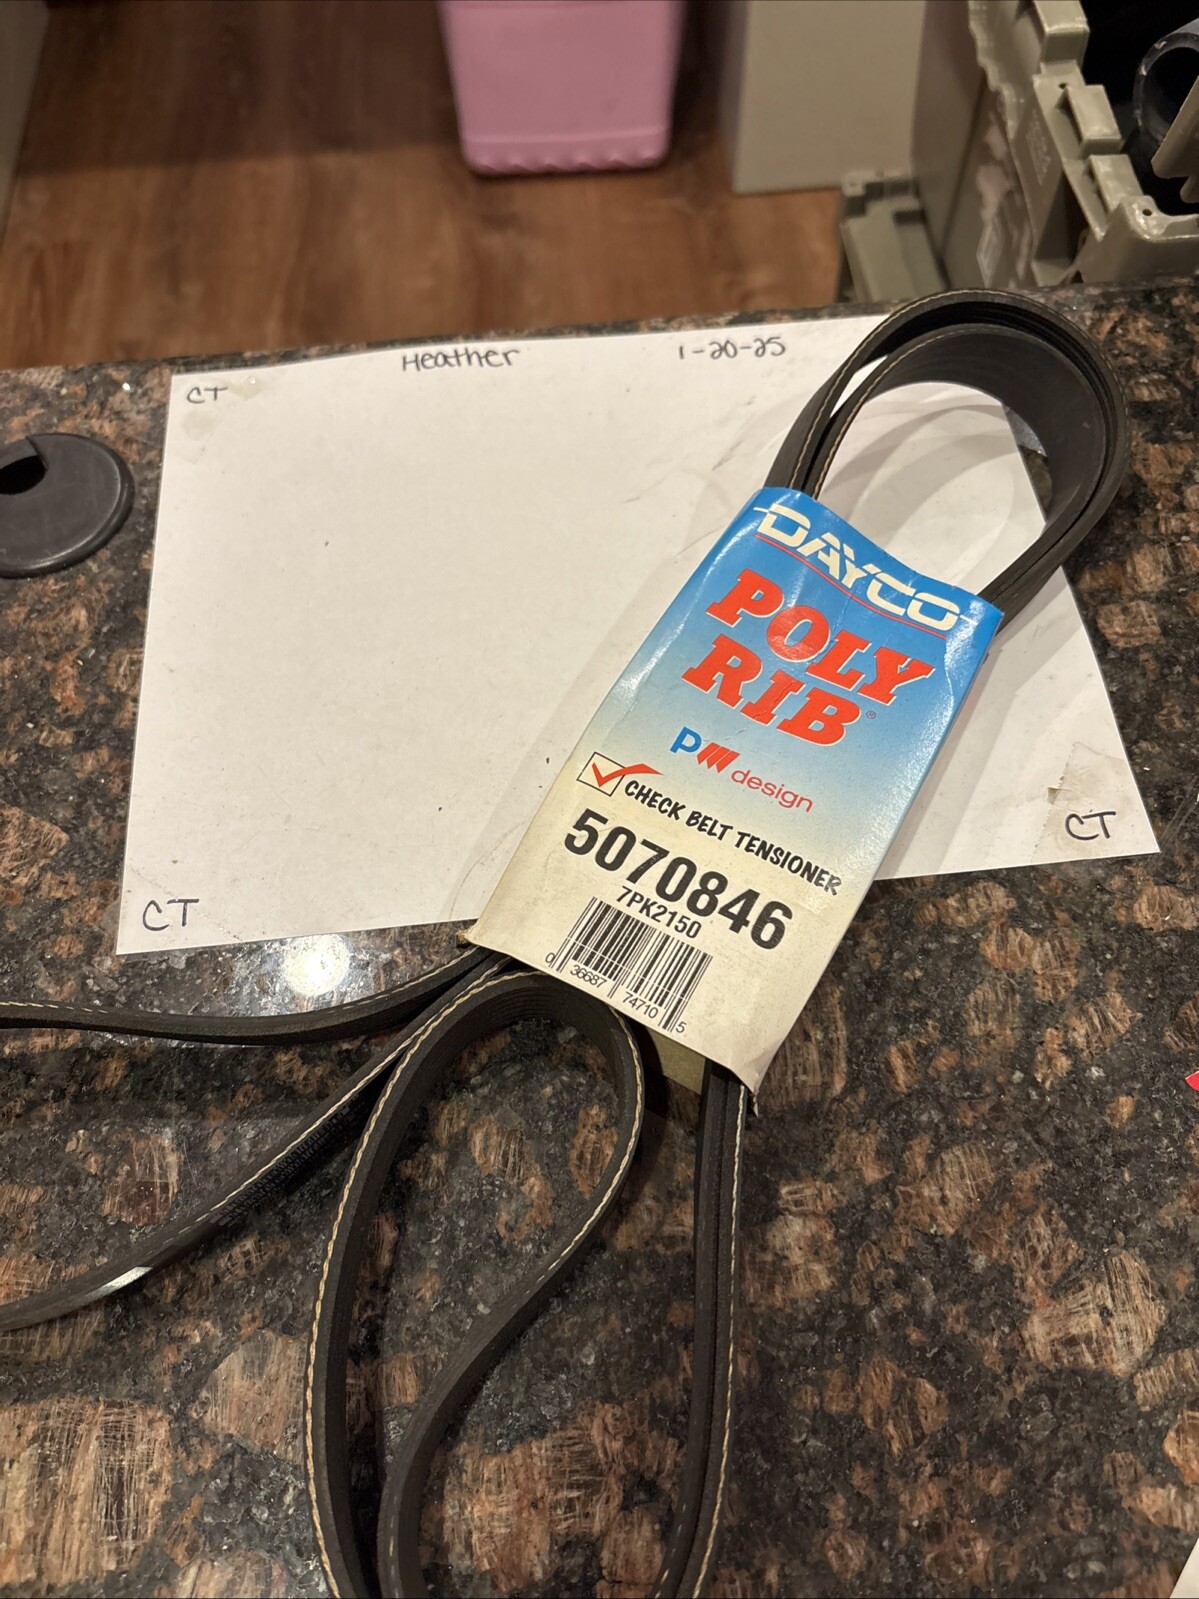 Heather 1-20-25
CT
DAYCO
POLY
RIB®
PW design
CHECK BELT TENSIONER
5070846
7PK2150
0 36687 74710 5
CT
CT